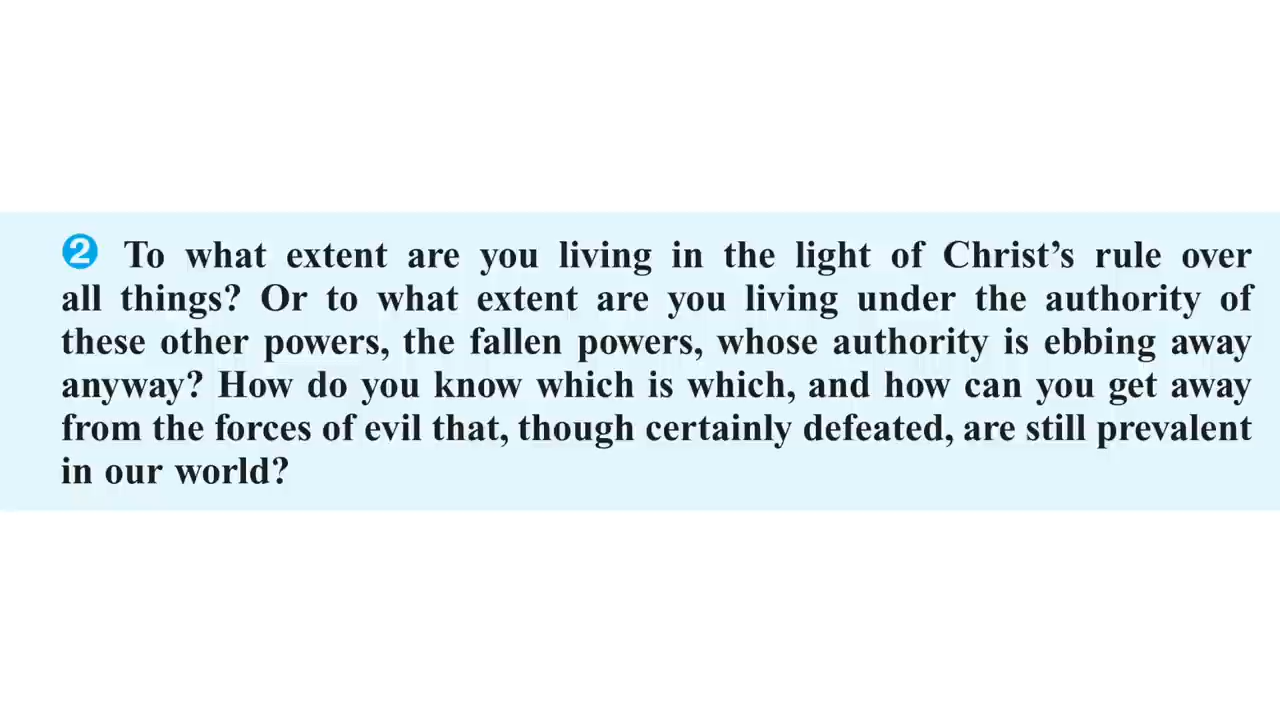 ❷ To what extent are you living in the light of Christ’s rule over
all things? Or to what extent are you living under the authority of
these other powers, the fallen powers, whose authority is ebbing away
anyway? How do you know which is which, and how can you get away
from the forces of evil that, though certainly defeated, are still prevalent
in our world?